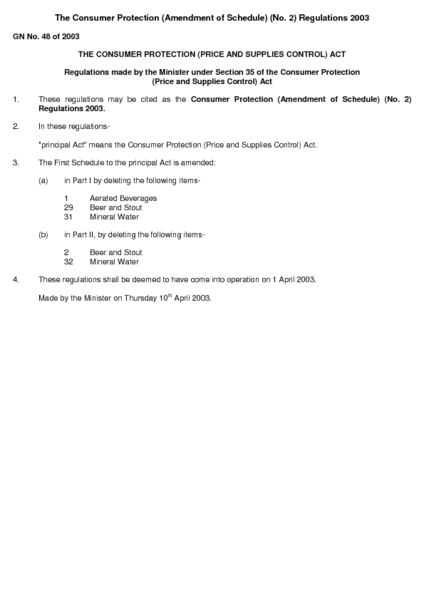 The Consumer Protection (Amendment of Schedule) (No. 2) Regulations 2003
GN No. 48 of 2003
THE CONSUMER PROTECTION (PRICE AND SUPPLIES CONTROL) ACT
Regulations made by the Minister under Section 35 of the Consumer Protection
(Price and Supplies Control) Act
1. These regulations may be cited as the Consumer Protection (Amendment of Schedule) (No. 2)
Regulations 2003.
2. In these regulations-
"principal Act" means the Consumer Protection (Price and Supplies Control) Act.
3. The First Schedule to the principal Act is amended:
(a) in Part I by deleting the following items-
1 Aerated Beverages
29 Beer and Stout
31 Mineral Water
(b) in Part II, by deleting the following items-
2 Beer and Stout
32 Mineral Water
4. These regulations shall be deemed to have come into operation on 1 April 2003.
Made by the Minister on Thursday 10th April 2003.